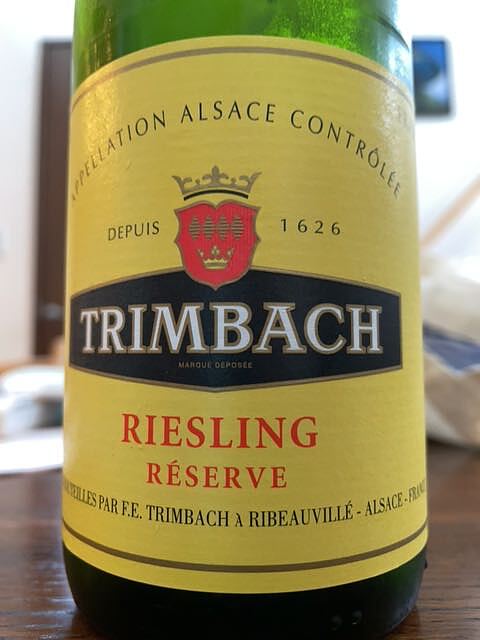 APPELLATION ALSACE CONTRÔLÉE
DEPUIS 1626
TRIMBACH
MARQUE DÉPOSÉE
RIESLING
RÉSERVE
PAR F.E. TRIMBACH À RIBEAUVILLÉ - ALSACE -